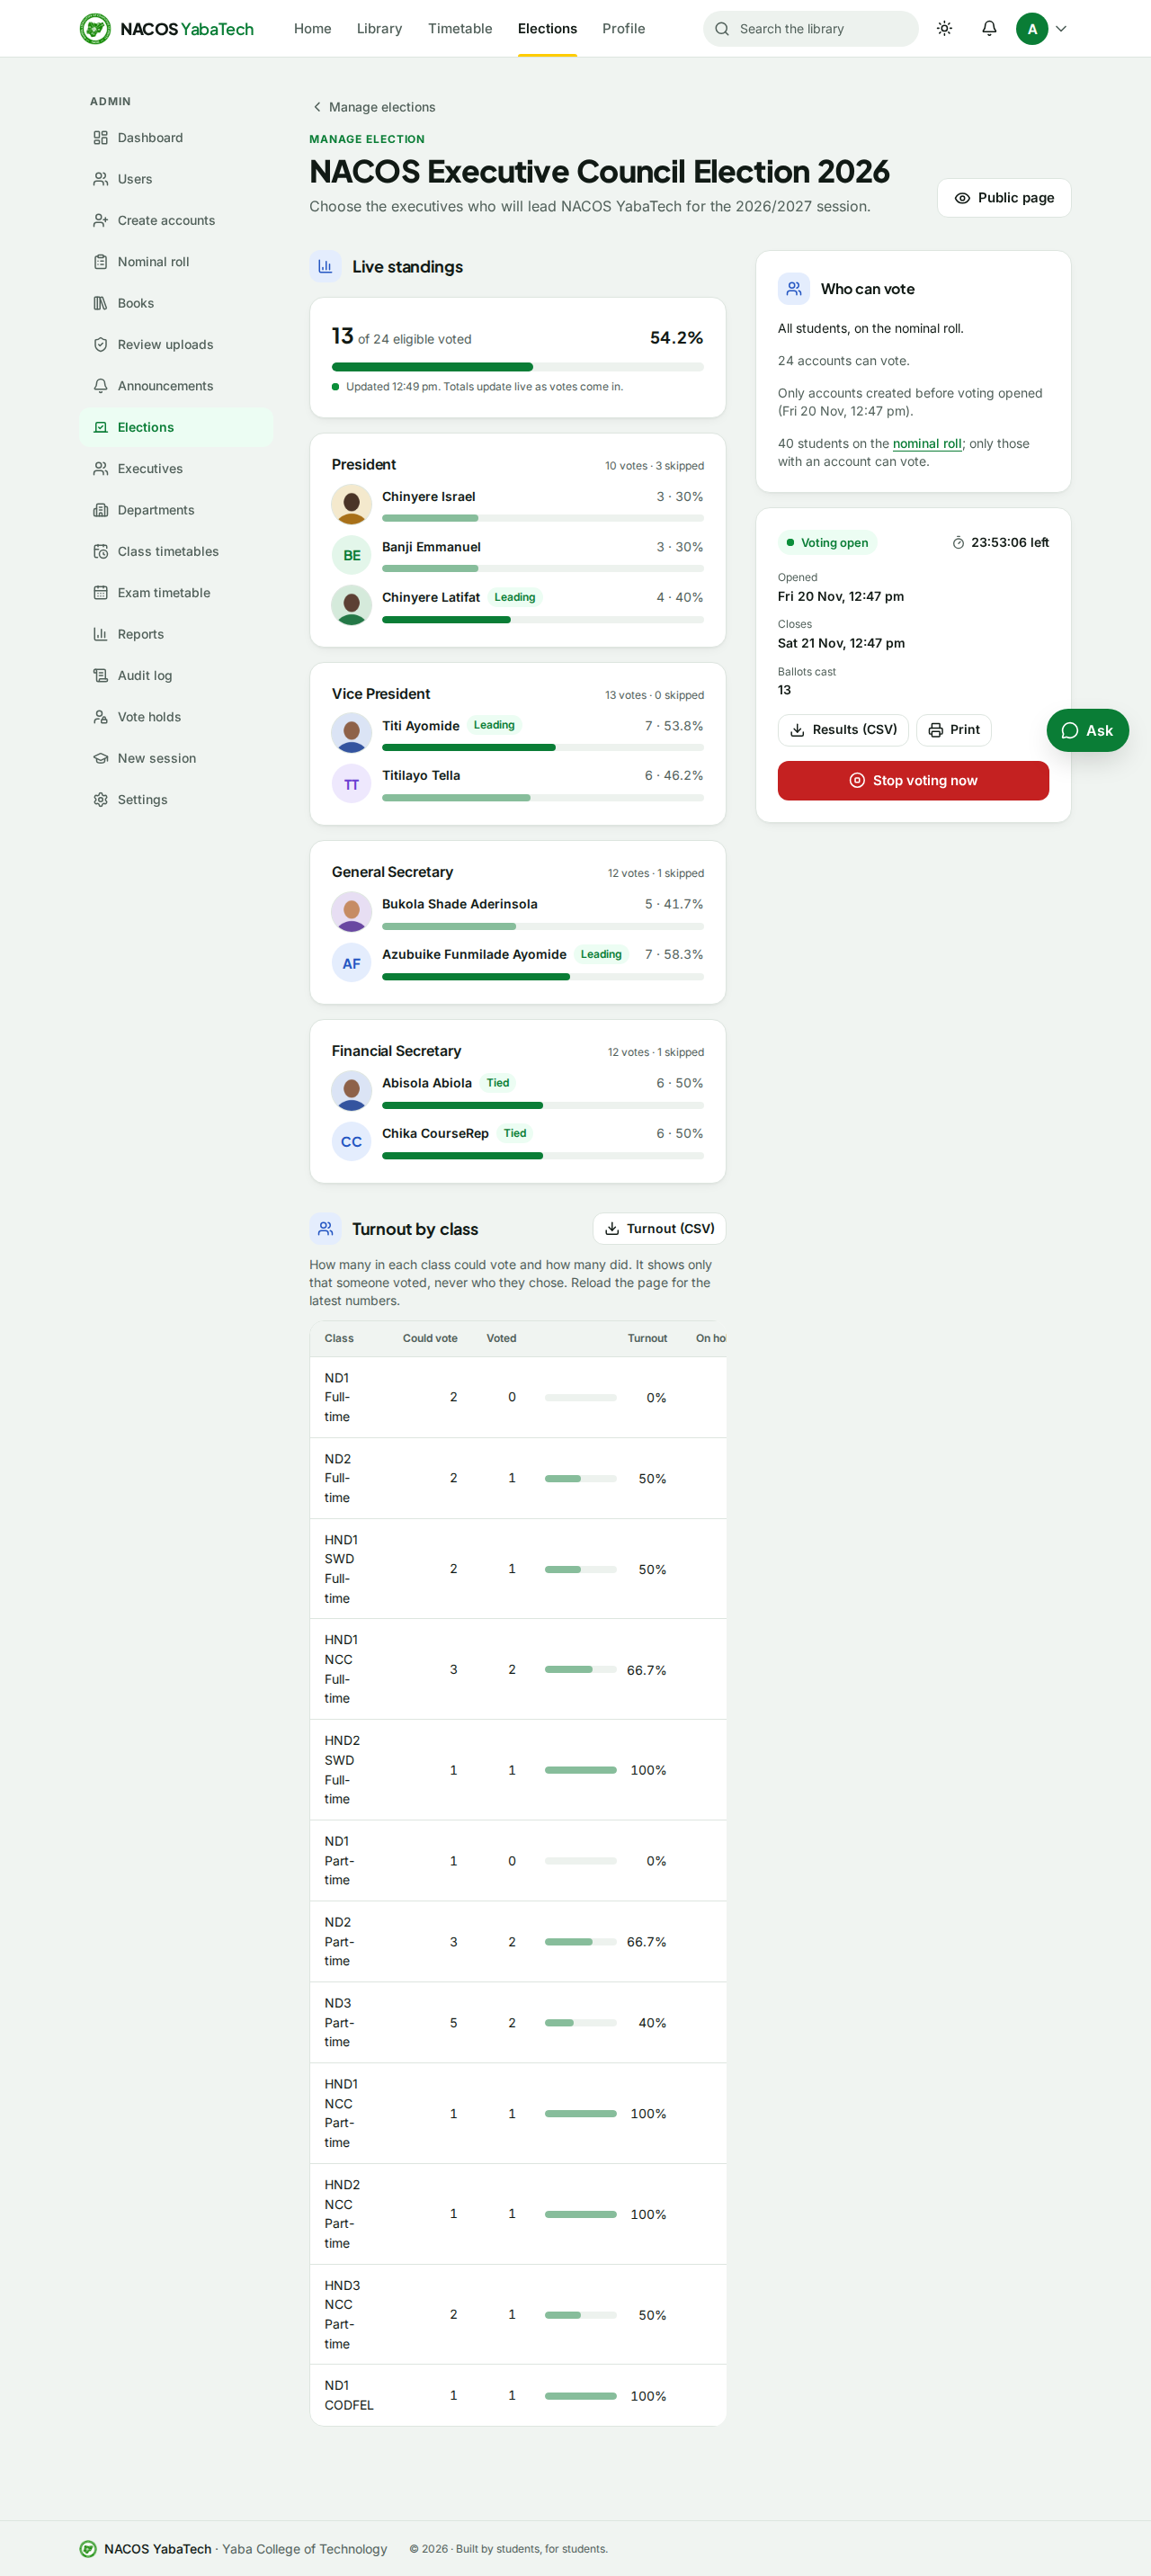 NACOS YabaTech
Home
Library
Timetable
Elections
Profile
Search the library
A
ADMIN
Dashboard
Users
Create accounts
Nominal roll
Books
Review uploads
Announcements
Elections
Executives
Departments
Class timetables
Exam timetable
Reports
Audit log
Vote holds
New session
Settings
Manage elections
MANAGE ELECTION
NACOS Executive Council Election 2026
Choose the executives who will lead NACOS YabaTech for the 2026/2027 session.
Public page
Live standings
13 of 24 eligible voted
54.2%
Updated 12:49 pm. Totals update live as votes come in.
President
10 votes · 3 skipped
Chinyere Israel
3 · 30%
BE
Banji Emmanuel
3 · 30%
Chinyere Latifat
Leading
4 · 40%
Vice President
13 votes · 0 skipped
Titi Ayomide
Leading
7 · 53.8%
TT
Titilayo Tella
6 · 46.2%
General Secretary
12 votes · 1 skipped
Bukola Shade Aderinsola
5 · 41.7%
AF
Azubuike Funmilade Ayomide
Leading
7 · 58.3%
Financial Secretary
12 votes · 1 skipped
Abisola Abiola
Tied
6 · 50%
CC
Chika CourseRep
Tied
6 · 50%
Who can vote
All students, on the nominal roll.
24 accounts can vote.
Only accounts created before voting opened
(Fri 20 Nov, 12:47 pm).
40 students on the nominal roll; only those
with an account can vote.
Voting open
23:53:06 left
Opened
Fri 20 Nov, 12:47 pm
Closes
Sat 21 Nov, 12:47 pm
Ballots cast
13
Results (CSV)
Print
Stop voting now
Ask
Turnout by class
Turnout (CSV)
How many in each class could vote and how many did. It shows only
that someone voted, never who they chose. Reload the page for the
latest numbers.
Class
Could vote
Voted
Turnout
On ho
ND1
Full-
time
2
0
0%
ND2
Full-
time
2
1
50%
HND1
SWD
Full-
time
2
1
50%
HND1
NCC
Full-
time
3
2
66.7%
HND2
SWD
Full-
time
1
1
100%
ND1
Part-
time
1
0
0%
ND2
Part-
time
3
2
66.7%
ND3
Part-
time
5
2
40%
HND1
NCC
Part-
time
1
1
100%
HND2
NCC
Part-
time
1
1
100%
HND3
NCC
Part-
time
2
1
50%
ND1
CODFEL
1
1
100%
NACOS YabaTech · Yaba College of Technology
© 2026 · Built by students, for students.